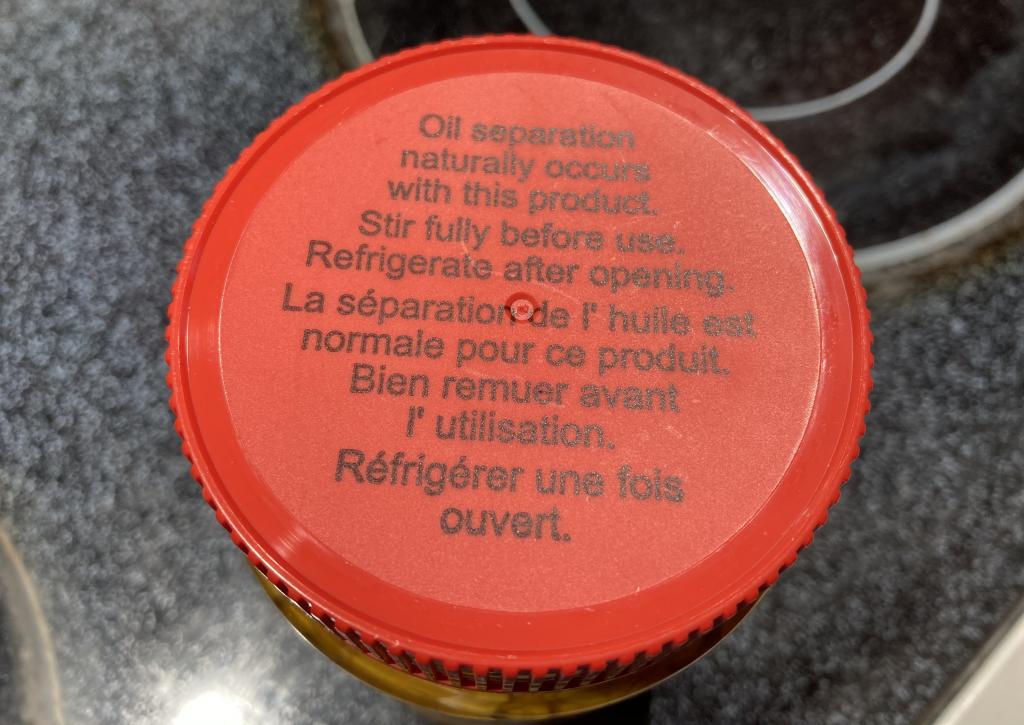 Oil separation
naturally occurs
with this product.
Stir fully before use.
Refrigerate after opening.
La séparation de l' huile est
normale pour ce produit.
Bien remuer avant
l' utilisation.
Réfrigérer une fois
ouvert.